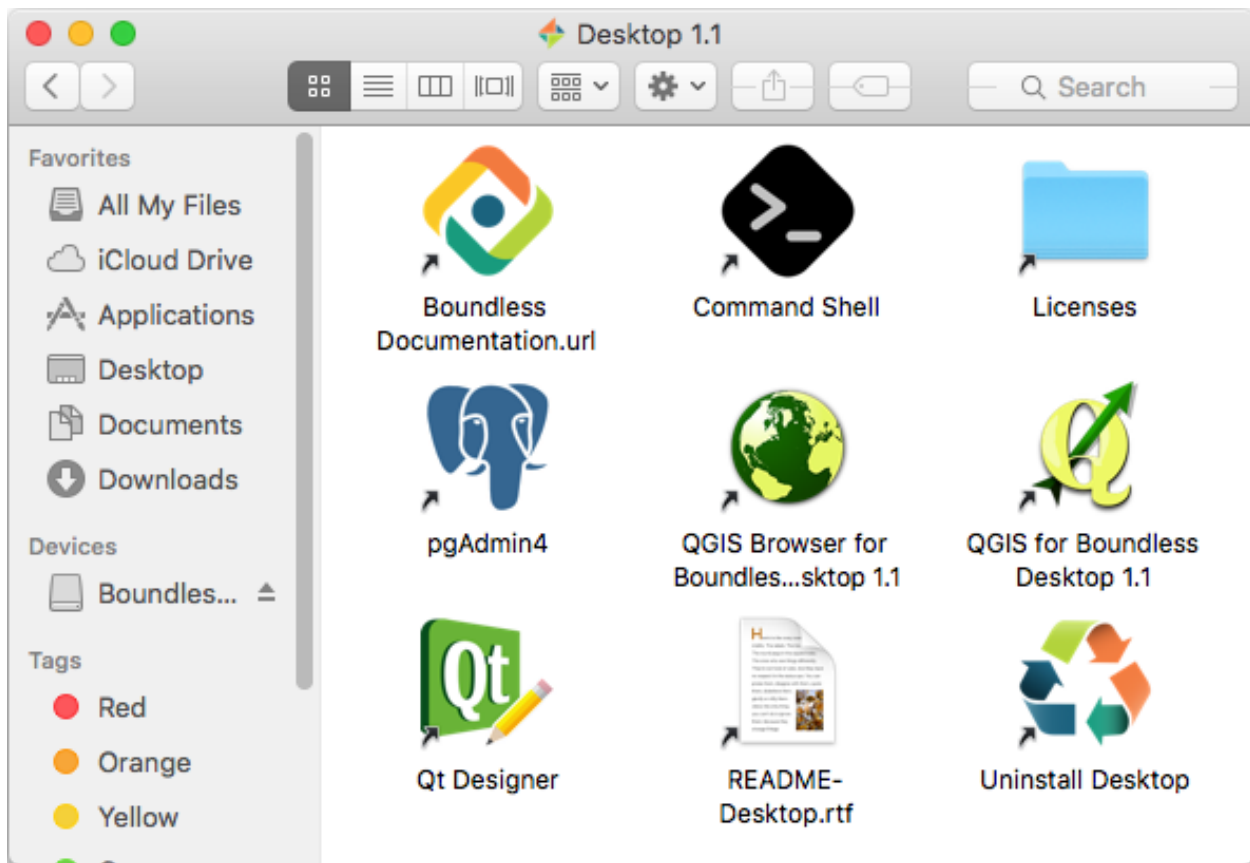 Desktop 1.1
Search
Favorites
All My Files
iCloud Drive
Applications
Desktop
Documents
Downloads
Devices
Boundles...
Tags
Red
Orange
Yellow
Boundless
Documentation.url
Command Shell
Licenses
pgAdmin4
QGIS Browser for
Boundles...sktop 1.1
QGIS for Boundless
Desktop 1.1
Qt
Qt Designer
README-
Desktop.rtf
Uninstall Desktop